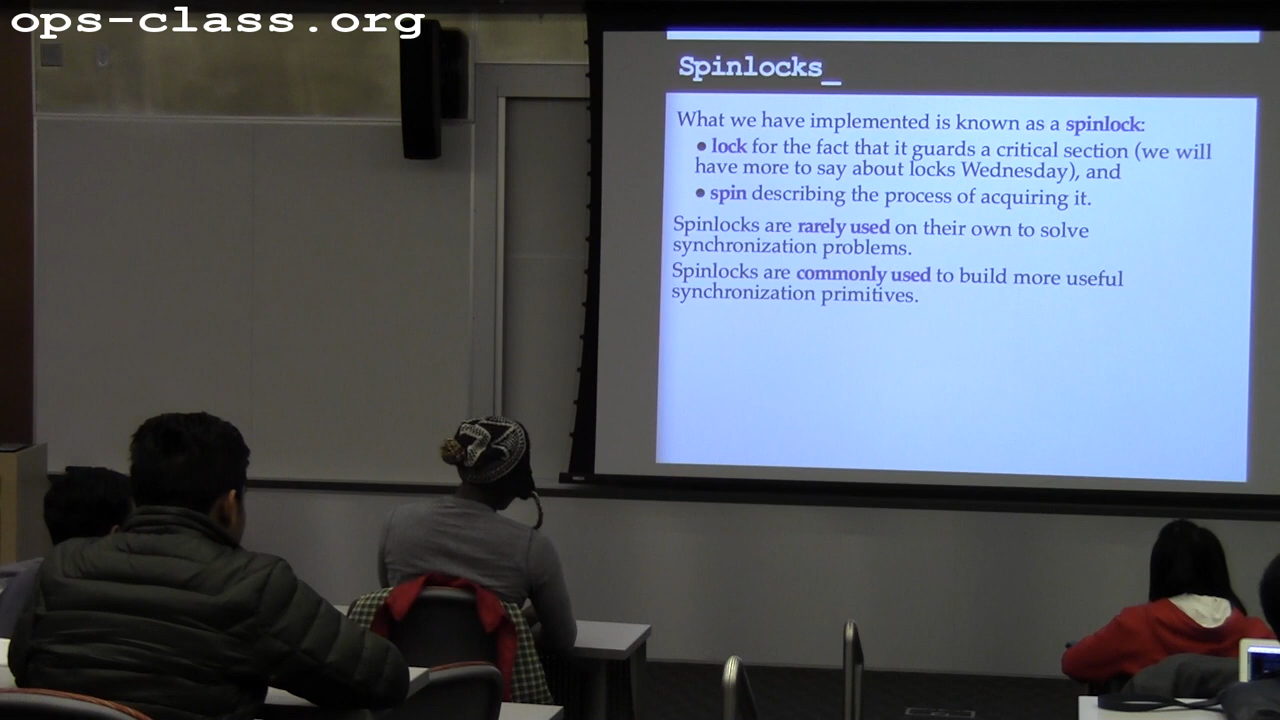 ops-class.org
Spinlocks_
What we have implemented is known as a spinlock:
• lock for the fact that it guards a critical section (we will
have more to say about locks Wednesday), and
• spin describing the process of acquiring it.
Spinlocks are rarely used on their own to solve
synchronization problems.
Spinlocks are commonly used to build more useful
synchronization primitives.